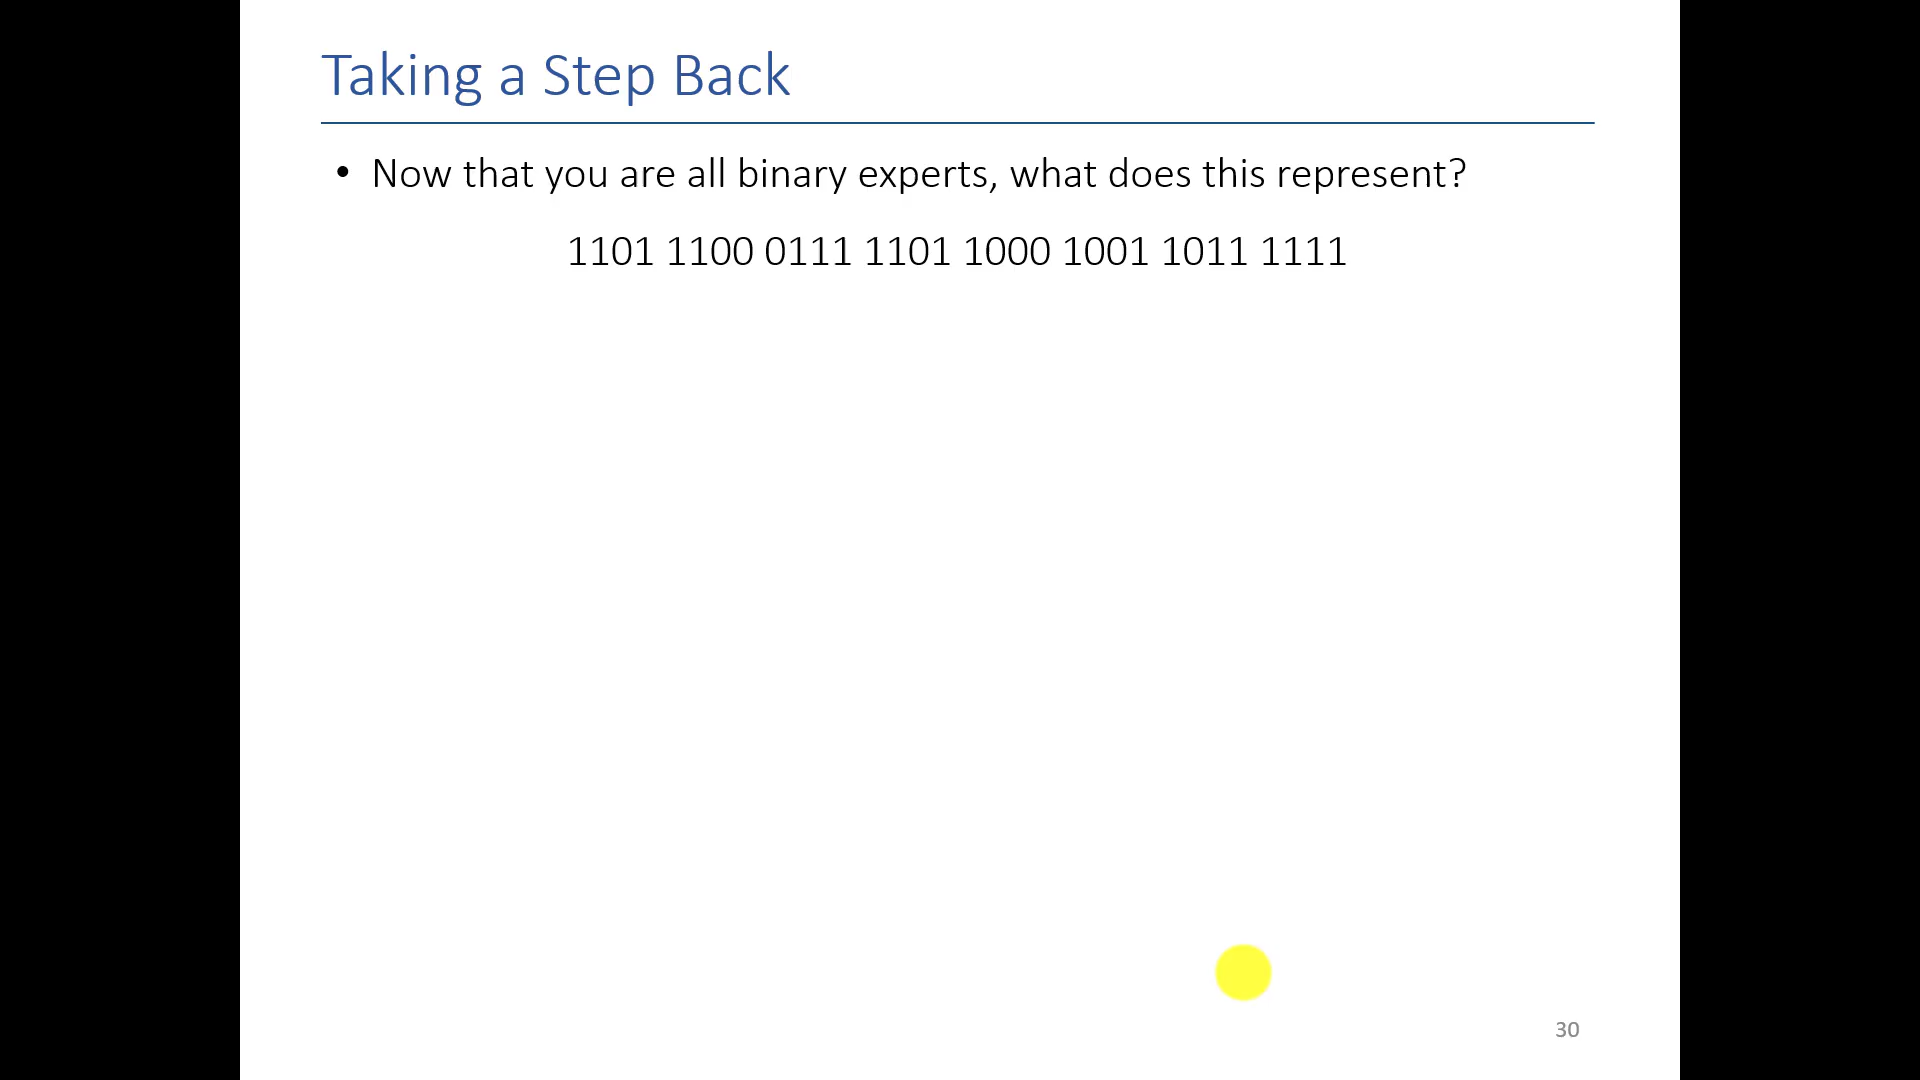 Taking a Step Back
• Now that you are all binary experts, what does this represent?
1101 1100 0111 1101 1000 1001 1011 1111
30